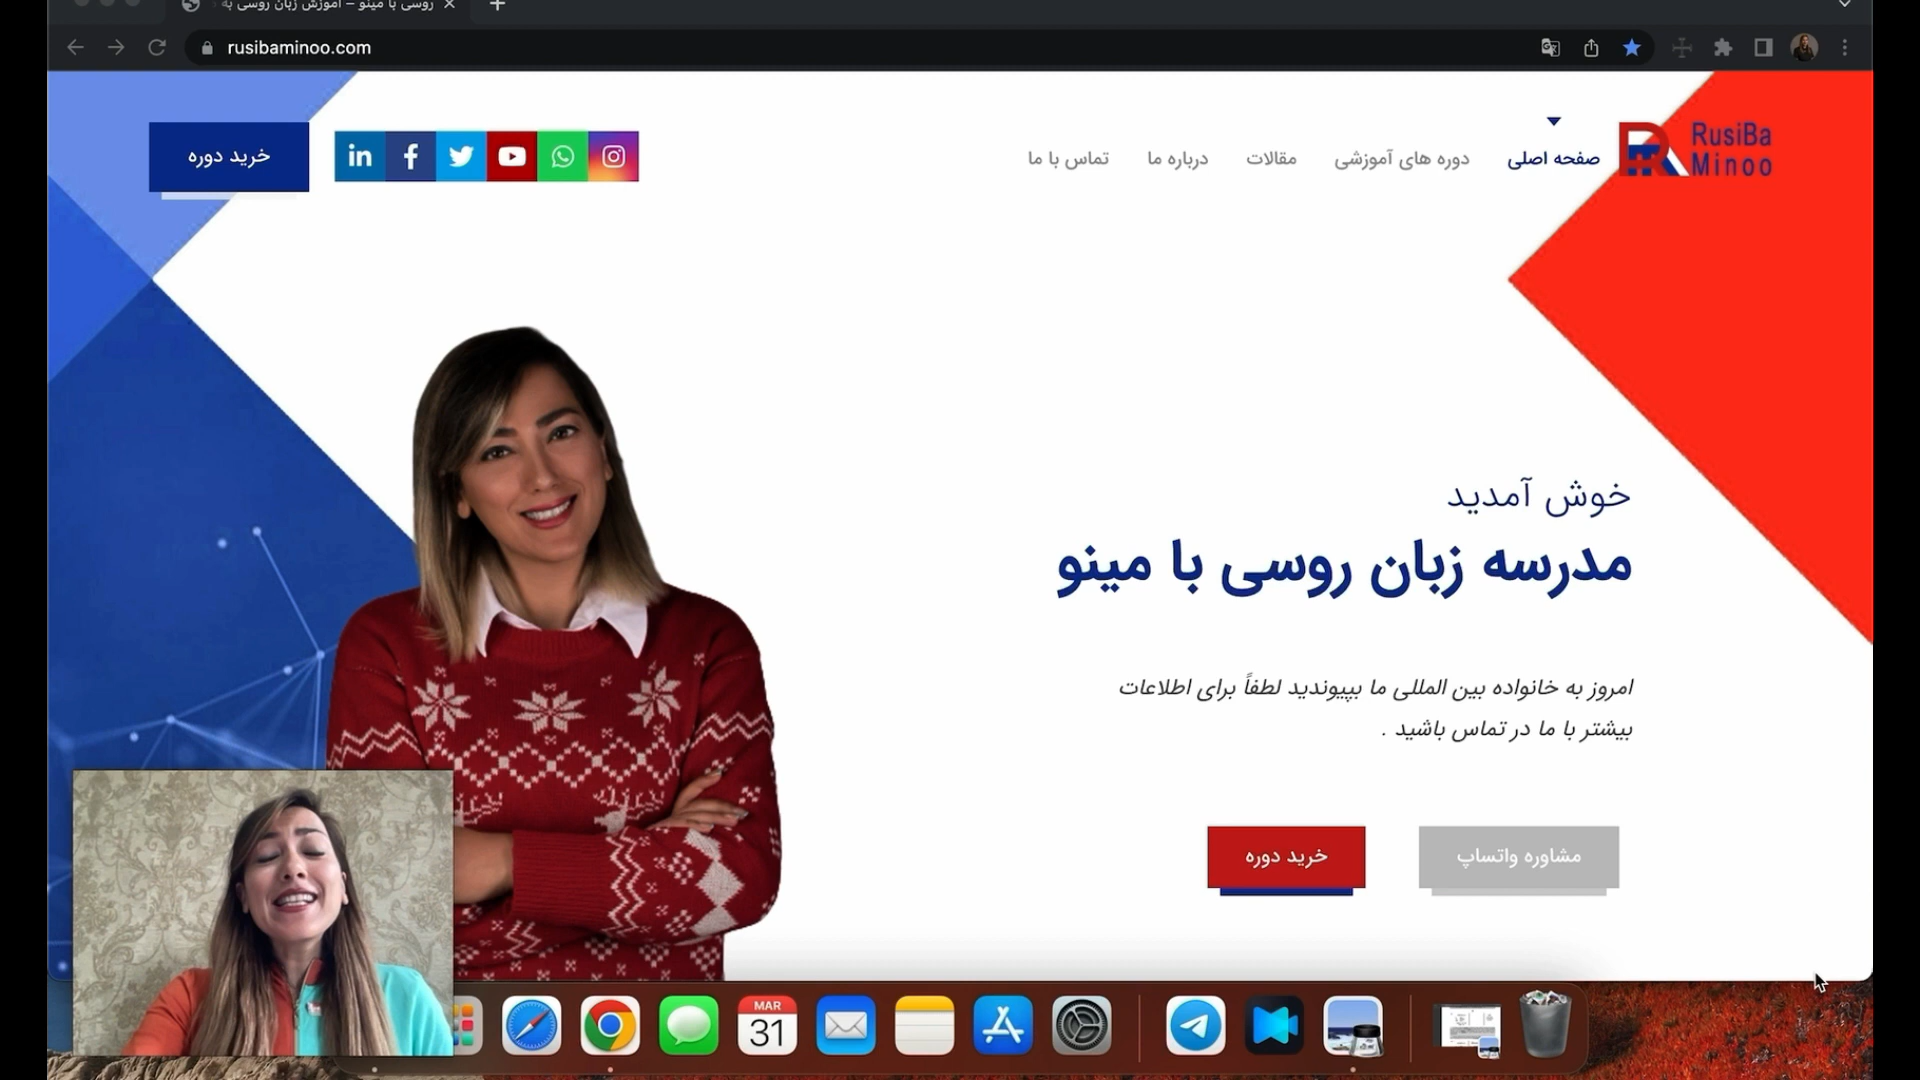 روسی با مینو – آموزش زبان روسی به
rusibaminoo.com
RusiBa
Minoo
صفحه اصلی
دوره های آموزشی
مقالات
درباره ما
تماس با ما
خرید دوره
خوش آمدید
مدرسه زبان روسی با مینو
امروز به خانواده بین المللی ما بپیوندید لطفاً برای اطلاعات
بیشتر با ما در تماس باشید .
مشاوره واتساپ
خرید دوره
MAR
31